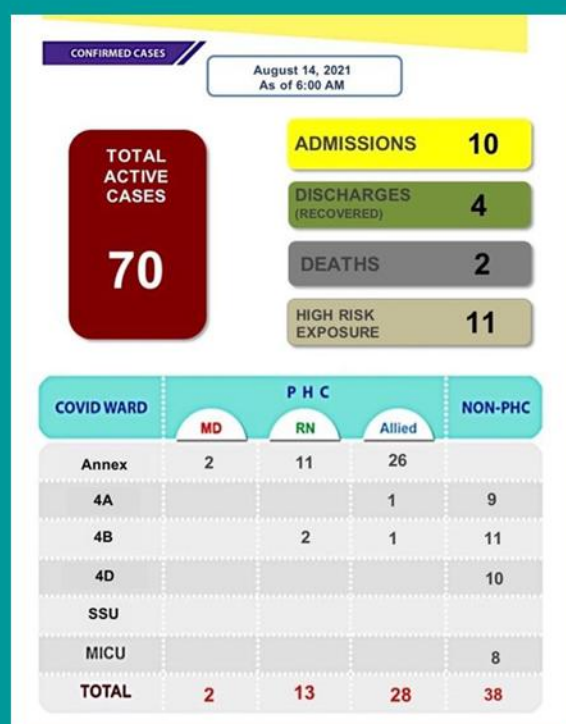 CONFIRMED CASES
August 14, 2021
As of 6:00 AM
TOTAL
ACTIVE
CASES
70
ADMISSIONS 10
DISCHARGES
(RECOVERED) 4
DEATHS 2
HIGH RISK
EXPOSURE 11
COVID WARD PHC NON-PHC
MD RN Allied
Annex 2 11 26
4A 1 9
4B 2 1 11
4D 10
SSU
MICU 8
TOTAL 2 13 28 38